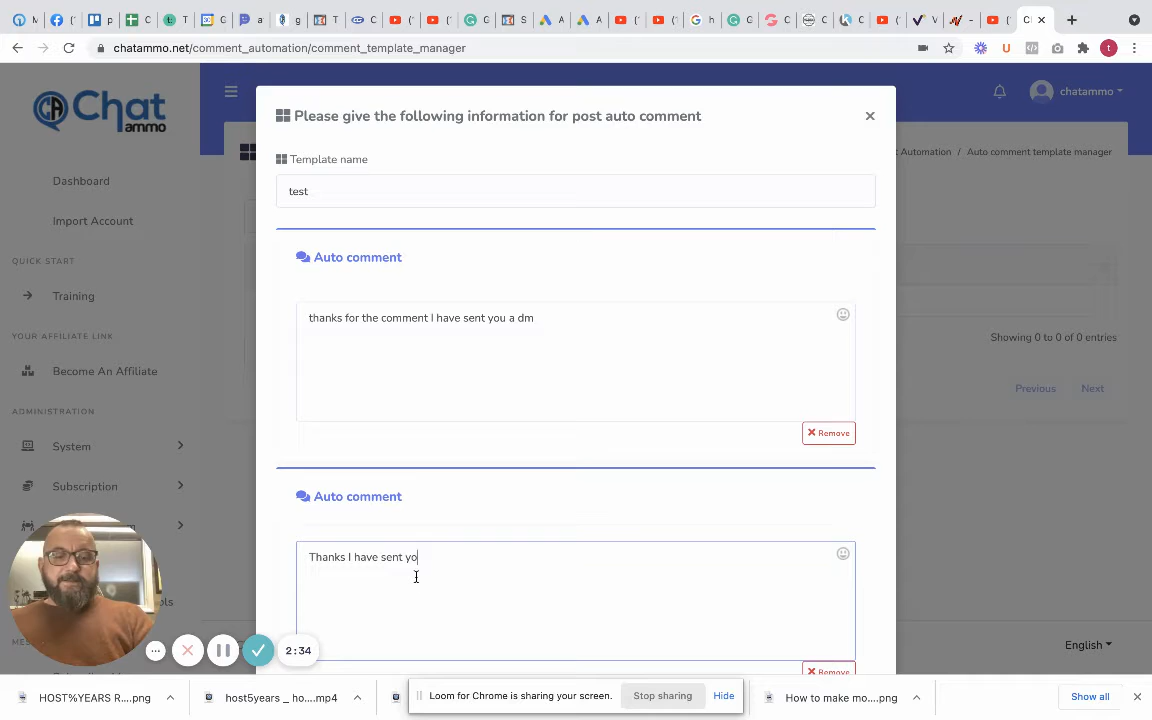 chatammo.net/comment_automation/comment_template_manager
Chat
ammo
chatammo
Please give the following information for post auto comment
Automation / Auto comment template manager
Template name
test
Dashboard
Import Account
QUICK START
Training
YOUR AFFILIATE LINK
Become An Affiliate
ADMINISTRATION
System
Subscription
Auto comment
thanks for the comment I have sent you a dm
Remove
Showing 0 to 0 of 0 entries
Previous
Next
Auto comment
Thanks I have sent yo
Remove
2:34
English
HOST%YEARS R....png
host5years _ ho....mp4
Loom for Chrome is sharing your screen.
Stop sharing
Hide
How to make mo....png
Show all